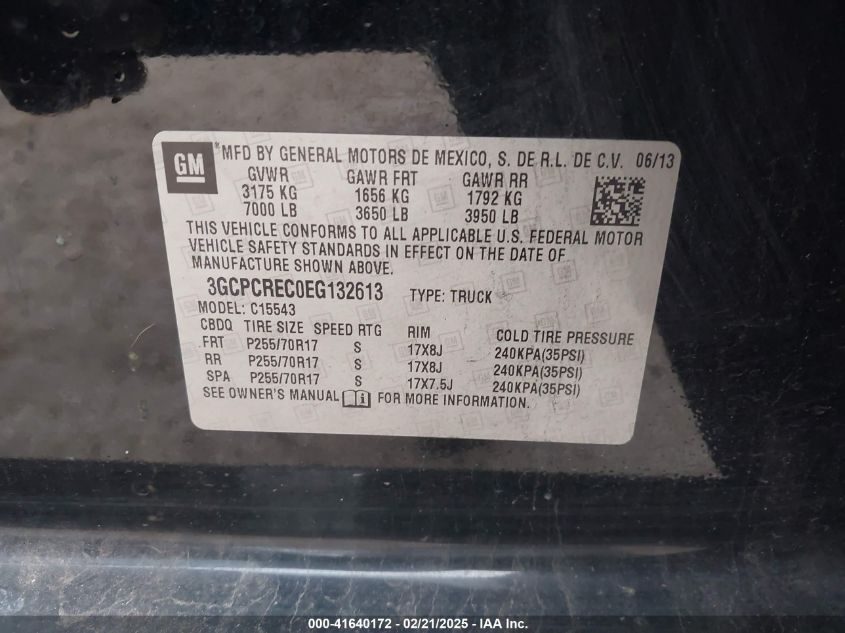 GM
*MFD BY GENERAL MOTORS DE MEXICO, S. DE R.L. DE C.V. 06/13
GVWR GAWR FRT GAWR RR
3175 KG 1656 KG 1792 KG
7000 LB 3650 LB 3950 LB
THIS VEHICLE CONFORMS TO ALL APPLICABLE U.S. FEDERAL MOTOR
VEHICLE SAFETY STANDARDS IN EFFECT ON THE DATE OF
MANUFACTURE SHOWN ABOVE.
3GCPCREC0EG132613 TYPE: TRUCK
MODEL: C15543
CBDQ TIRE SIZE SPEED RTG RIM COLD TIRE PRESSURE
FRT P255/70R17 S 17X8J 240KPA(35PSI)
RR P255/70R17 S 17X8J 240KPA(35PSI)
SPA P255/70R17 S 17X7.5J 240KPA(35PSI)
SEE OWNER'S MANUAL FOR MORE INFORMATION.
000-41640172 - 02/21/2025 - IAA Inc.